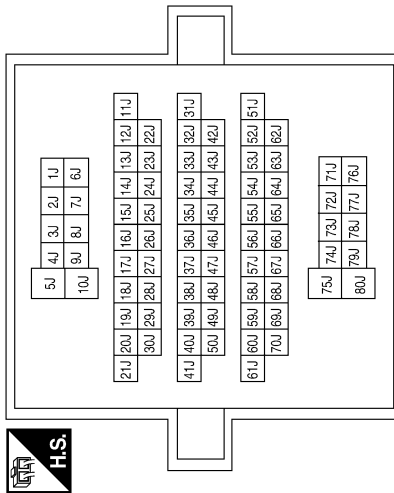 H.S.
5J 4J 3J 2J 1J
10J 9J 8J 7J 6J
21J 20J 19J 18J 17J 16J 15J 14J 13J 12J 11J
30J 29J 28J 27J 26J 25J 24J 23J 22J
41J 40J 39J 38J 37J 36J 35J 34J 33J 32J 31J
50J 49J 48J 47J 46J 45J 44J 43J 42J
61J 60J 59J 58J 57J 56J 55J 54J 53J 52J 51J
70J 69J 68J 67J 66J 65J 64J 63J 62J
75J 74J 73J 72J 71J
80J 79J 78J 77J 76J